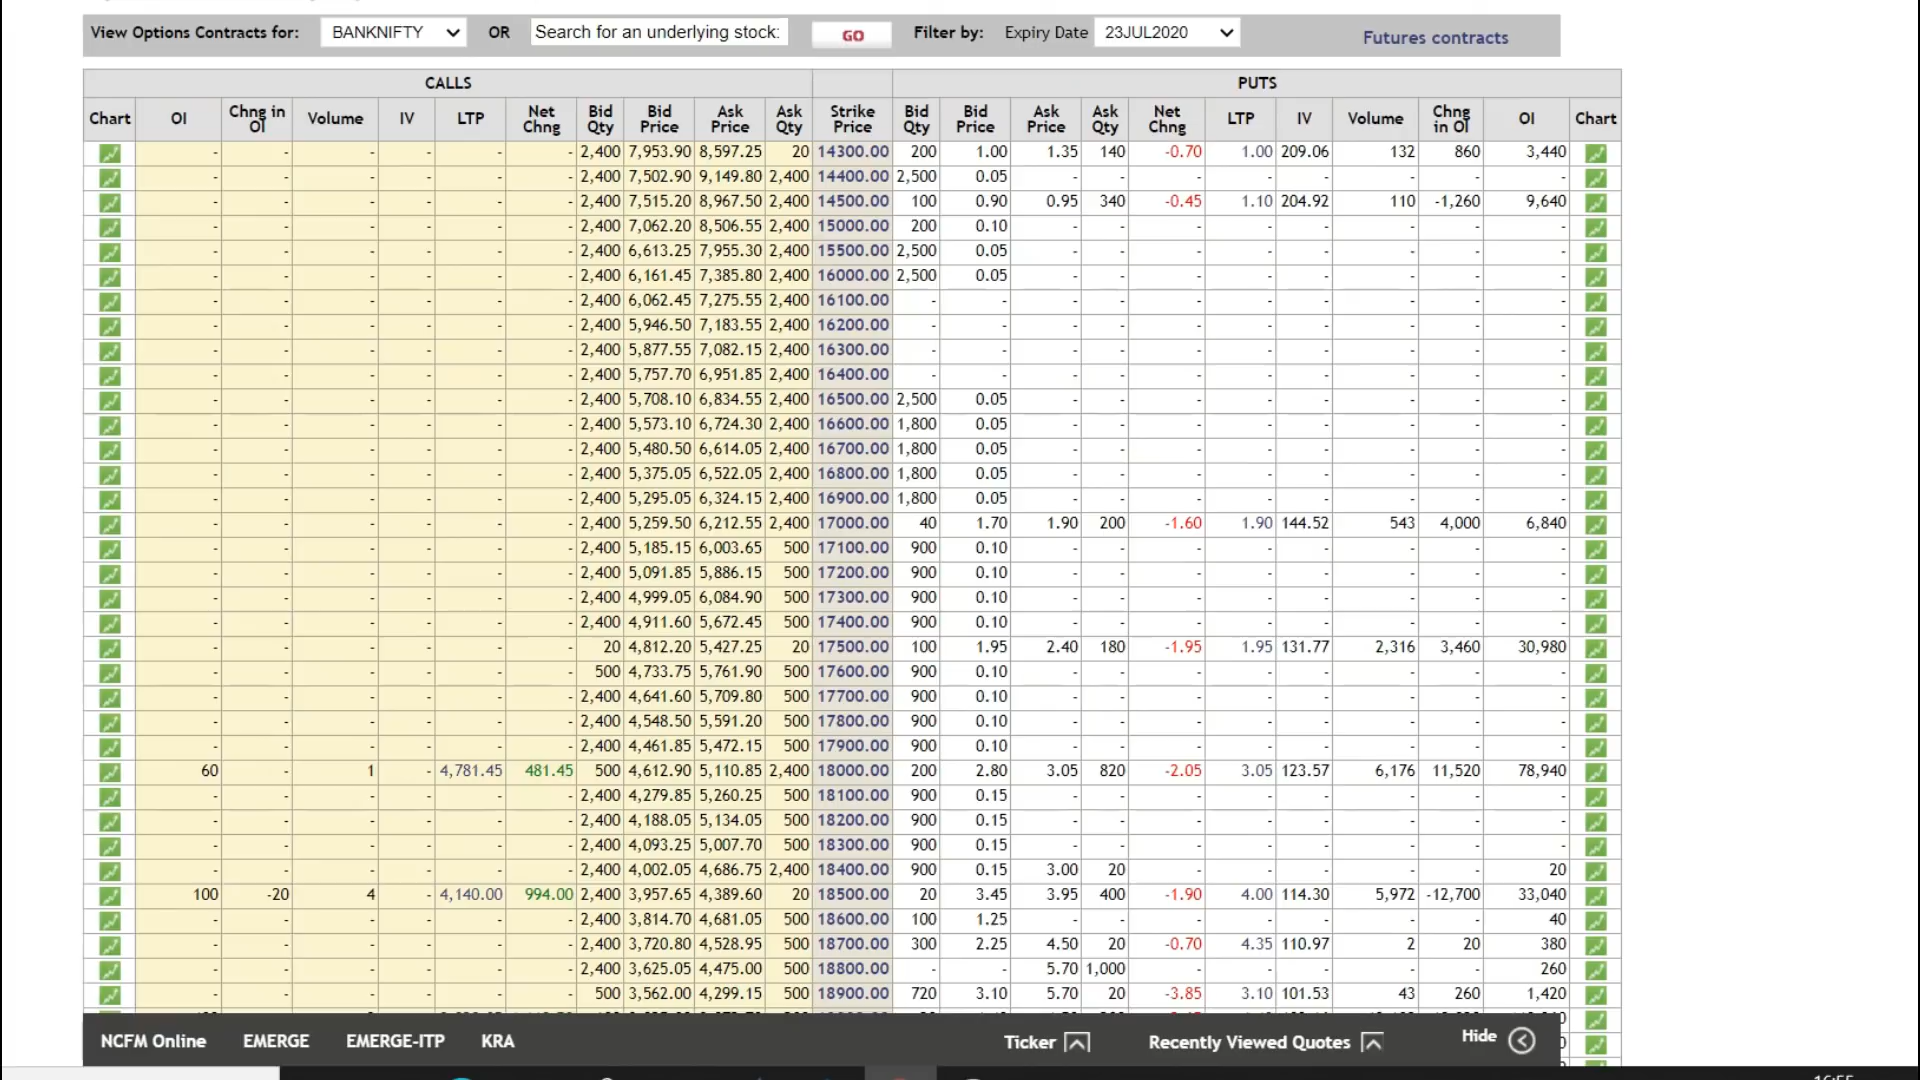 View Options Contracts for: BANKNIFTY OR Search for an underlying stock: GO Filter by: Expiry Date 23JUL2020 Futures contracts
CALLS PUTS
Chart OI Chng in OI Volume IV LTP Net Chng Bid Qty Bid Price Ask Price Ask Qty Strike Price Bid Qty Bid Price Ask Price Ask Qty Net Chng LTP IV Volume Chng in OI OI Chart
- - - - - - 2,400 7,953.90 8,597.25 20 14300.00 200 1.00 1.35 140 -0.70 1.00 209.06 132 860 3,440
- - - - - - 2,400 7,502.90 9,149.80 2,400 14400.00 2,500 0.05 - - - - - - - -
- - - - - - 2,400 7,515.20 8,967.50 2,400 14500.00 100 0.90 0.95 340 -0.45 1.10 204.92 110 -1,260 9,640
- - - - - - 2,400 7,062.20 8,506.55 2,400 15000.00 200 0.10 - - - - - - - -
- - - - - - 2,400 6,613.25 7,955.30 2,400 15500.00 2,500 0.05 - - - - - - - -
- - - - - - 2,400 6,161.45 7,385.80 2,400 16000.00 2,500 0.05 - - - - - - - -
- - - - - - 2,400 6,062.45 7,275.55 2,400 16100.00 - - - - - - - - - -
- - - - - - 2,400 5,946.50 7,183.55 2,400 16200.00 - - - - - - - - - -
- - - - - - 2,400 5,877.55 7,082.15 2,400 16300.00 - - - - - - - - - -
- - - - - - 2,400 5,757.70 6,951.85 2,400 16400.00 - - - - - - - - - -
- - - - - - 2,400 5,708.10 6,834.55 2,400 16500.00 2,500 0.05 - - - - - - - -
- - - - - - 2,400 5,573.10 6,724.30 2,400 16600.00 1,800 0.05 - - - - - - - -
- - - - - - 2,400 5,480.50 6,614.05 2,400 16700.00 1,800 0.05 - - - - - - - -
- - - - - - 2,400 5,375.05 6,522.05 2,400 16800.00 1,800 0.05 - - - - - - - -
- - - - - - 2,400 5,295.05 6,324.15 2,400 16900.00 1,800 0.05 - - - - - - - -
- - - - - - 2,400 5,259.50 6,212.55 2,400 17000.00 40 1.70 1.90 200 -1.60 1.90 144.52 543 4,000 6,840
- - - - - - 2,400 5,185.15 6,003.65 500 17100.00 900 0.10 - - - - - - - -
- - - - - - 2,400 5,091.85 5,886.15 500 17200.00 900 0.10 - - - - - - - -
- - - - - - 2,400 4,999.05 6,084.90 500 17300.00 900 0.10 - - - - - - - -
- - - - - - 2,400 4,911.60 5,672.45 500 17400.00 900 0.10 - - - - - - - -
- - - - - - 20 4,812.20 5,427.25 20 17500.00 100 1.95 2.40 180 -1.95 1.95 131.77 2,316 3,460 30,980
- - - - - - 500 4,733.75 5,761.90 500 17600.00 900 0.10 - - - - - - - -
- - - - - - 2,400 4,641.60 5,709.80 500 17700.00 900 0.10 - - - - - - - -
- - - - - - 2,400 4,548.50 5,591.20 500 17800.00 900 0.10 - - - - - - - -
- - - - - - 2,400 4,461.85 5,472.15 500 17900.00 900 0.10 - - - - - - - -
60 - 1 - 4,781.45 481.45 500 4,612.90 5,110.85 2,400 18000.00 200 2.80 3.05 820 -2.05 3.05 123.57 6,176 11,520 78,940
- - - - - - 2,400 4,279.85 5,260.25 500 18100.00 900 0.15 - - - - - - - -
- - - - - - 2,400 4,188.05 5,134.05 500 18200.00 900 0.15 - - - - - - - -
- - - - - - 2,400 4,093.25 5,007.70 500 18300.00 900 0.15 - - - - - - - -
- - - - - - 2,400 4,002.05 4,686.75 2,400 18400.00 900 0.15 3.00 20 - - - - - 20
100 -20 4 - 4,140.00 994.00 2,400 3,957.65 4,389.60 20 18500.00 20 3.45 3.95 400 -1.90 4.00 114.30 5,972 -12,700 33,040
- - - - - - 2,400 3,814.70 4,681.05 500 18600.00 100 1.25 - - - - - - - 40
- - - - - - 2,400 3,720.80 4,528.95 500 18700.00 300 2.25 4.50 20 -0.70 4.35 110.97 2 20 380
- - - - - - 2,400 3,625.05 4,475.00 500 18800.00 - - 5.70 1,000 - - - - - 260
- - - - - - 500 3,562.00 4,299.15 500 18900.00 720 3.10 5.70 20 -3.85 3.10 101.53 43 260 1,420
NCFM Online EMERGE EMERGE-ITP KRA Ticker Recently Viewed Quotes Hide